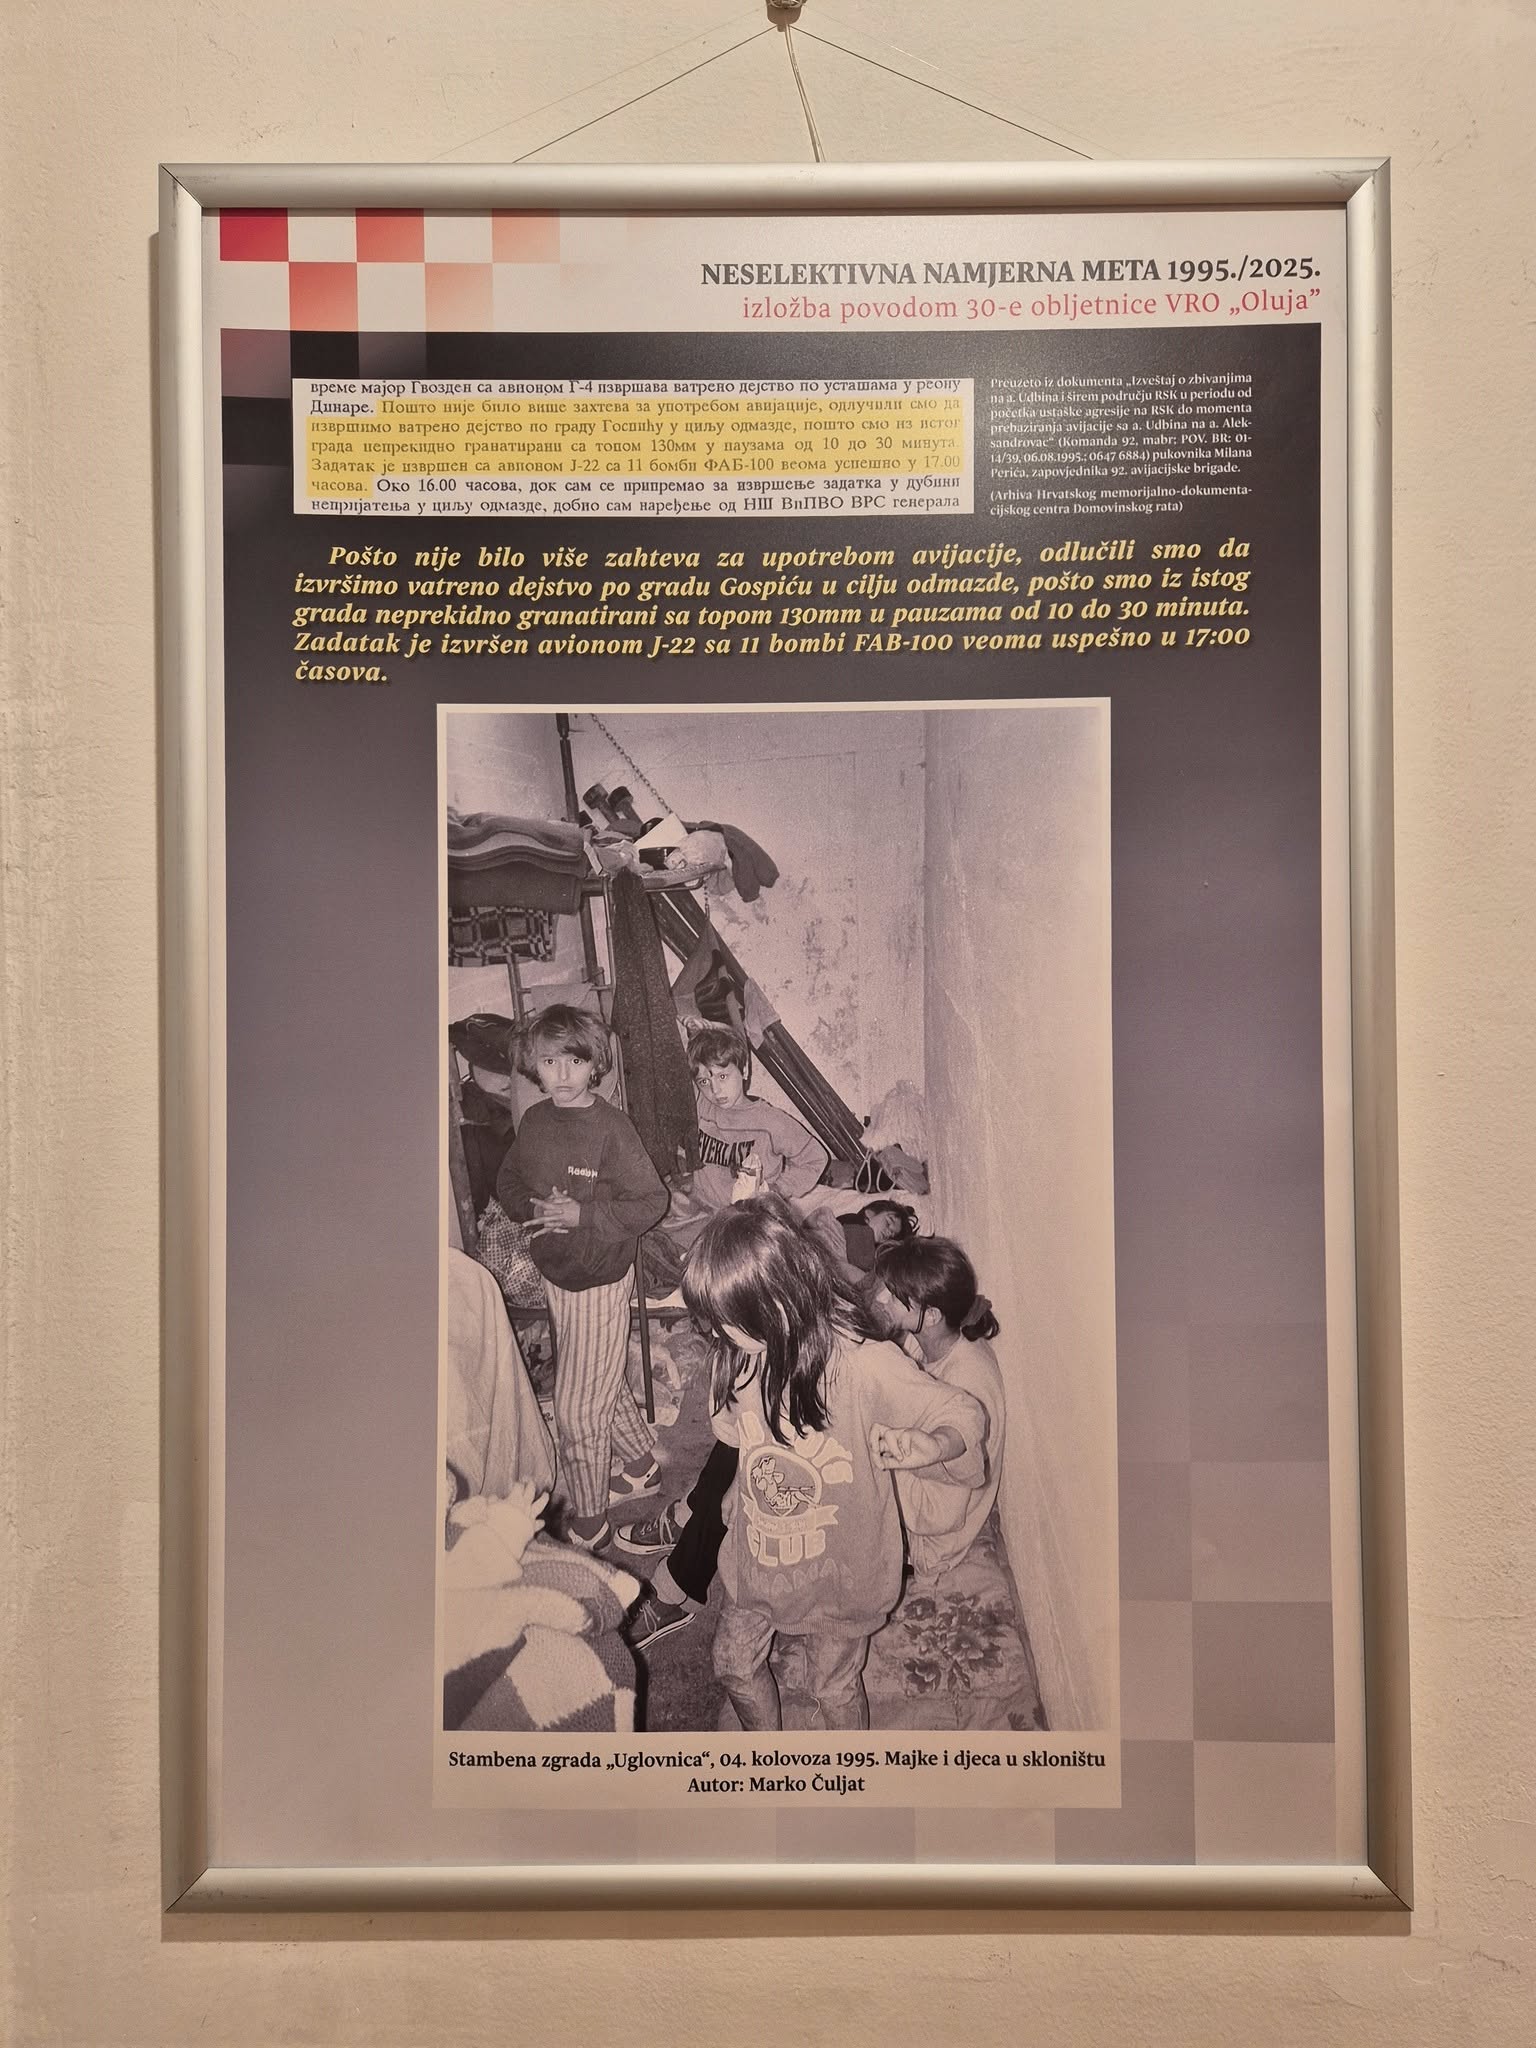 NESELEKTIVNA NAMJERNA META 1995./2025.
izložba povodom 30-e obljetnice VRO „Oluja”
време мајор Гвозден са авионом Г-4 извршава ватрено дејство по усташама у реону
Динаре. Пошто није било више захтева за употребом авијације, одлучили смо да
извршимо ватрено дејство по граду Госпићу у циљу одмазде, пошто смо из истог
града непрекидно гранатирани са топом 130мм у паузама од 10 до 30 минута.
Задатак је извршен са авионом Ј-22 са 11 бомби ФАБ-100 веома успешно у 17.00
часова. Око 16.00 часова, док сам се припремао за извршење задатка у дубини
непријатења у циљу одмазде, добио сам наређење од НШ ВиПВО ВРС генерала
Preuzeto iz dokumenta „Izveštaj o zbivanjima
na a. Udbina i širem području RSK u periodu od
početka ustaške agresije na RSK do momenta
prebaziranja avijacije sa a. Udbina na a. Alek-
sandrovac“ (Komanda 92, mabr: POV. BR: 01-
14/39, 06.08.1995.; 0647 6884) pukovnika Milana
Perića, zapovjednika 92. avijacijske brigade.
(Arhiva Hrvatskog memorijalno-dokumenta-
cijskog centra Domovinskog rata)
Pošto nije bilo više zahteva za upotrebom avijacije, odlučili smo da
izvršimo vatreno dejstvo po gradu Gospiću u cilju odmazde, pošto smo iz istog
grada neprekidno granatirani sa topom 130mm u pauzama od 10 do 30 minuta.
Zadatak je izvršen avionom J-22 sa 11 bombi FAB-100 veoma uspešno u 17:00
časova.
Reebok
EVERLAST
CLUB
Stambena zgrada „Uglovnica“, 04. kolovoza 1995. Majke i djeca u skloništu
Autor: Marko Čuljat